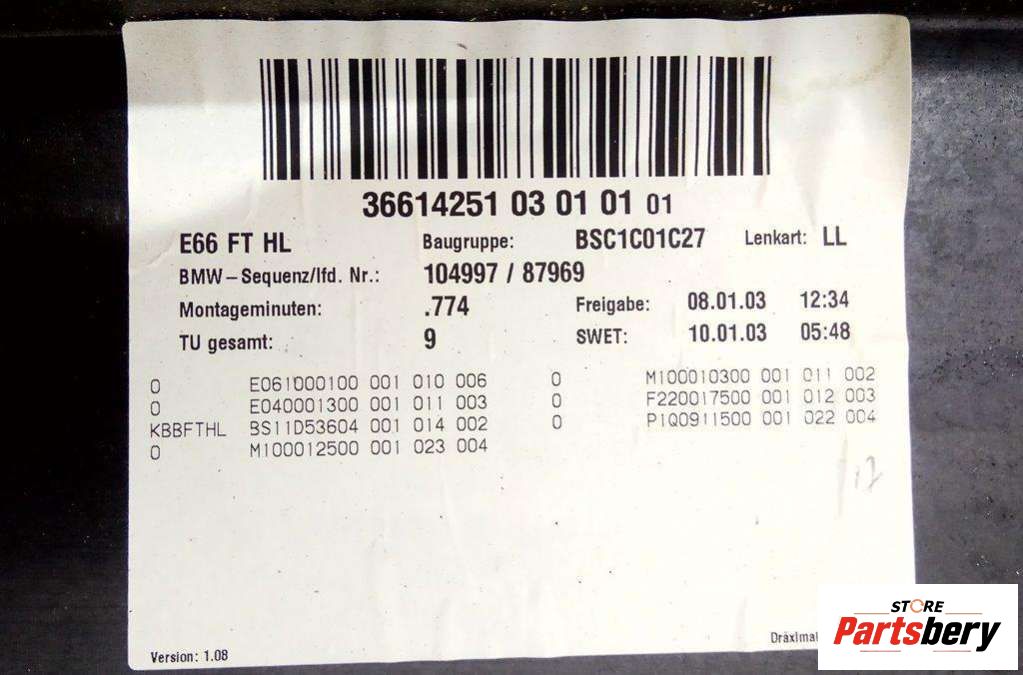 36614251 03 01 01 01
E66 FT HL Baugruppe: BSC1C01C27 Lenkart: LL
BMW-Sequenz/lfd. Nr.: 104997 / 87969
Montageminuten: .774 Freigabe: 08.01.03 12:34
TU gesamt: 9 SWET: 10.01.03 05:48
0 E061000100 001 010 006 0 M100010300 001 011 002
0 E040001300 001 011 003 0 F220017500 001 012 003
KBBFTHL BS11D53604 001 014 002 0 P1Q0911500 001 022 004
0 M100012500 001 023 004
17
Version: 1.08
STORE
Partsbery